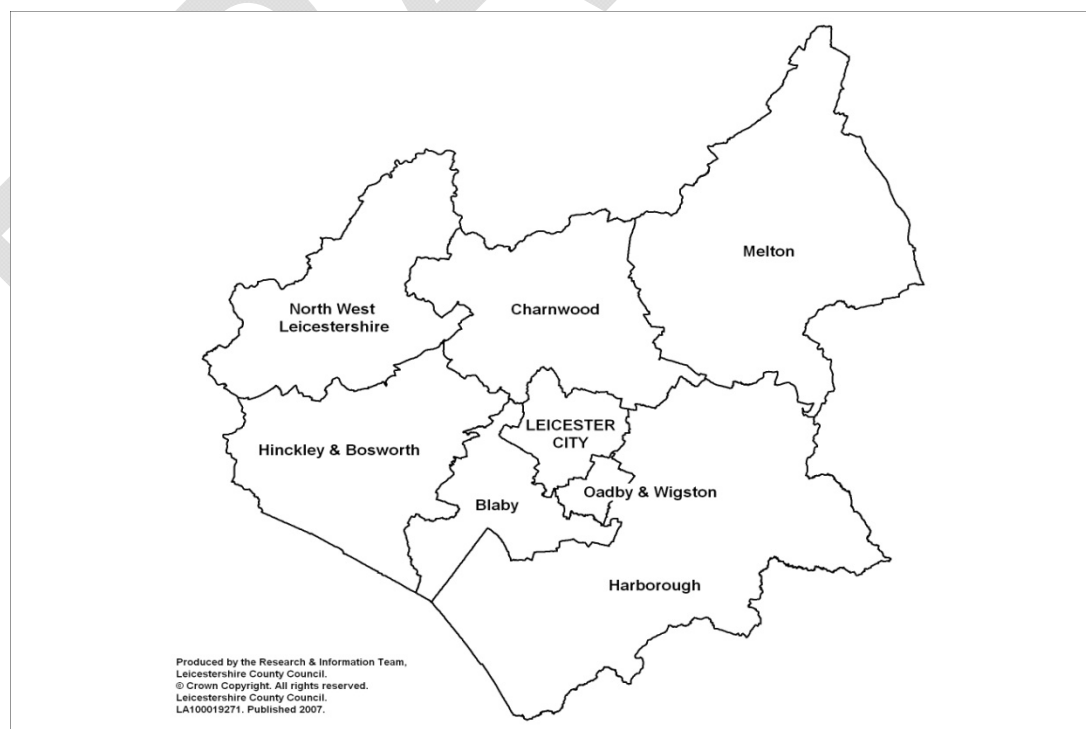 Melton
North West
Leicestershire
Charnwood
LEICESTER
CITY
Hinckley & Bosworth
Oadby & Wigston
Blaby
Harborough
Produced by the Research & Information Team,
Leicestershire County Council.
© Crown Copyright. All rights reserved.
Leicestershire County Council.
LA100019271. Published 2007.